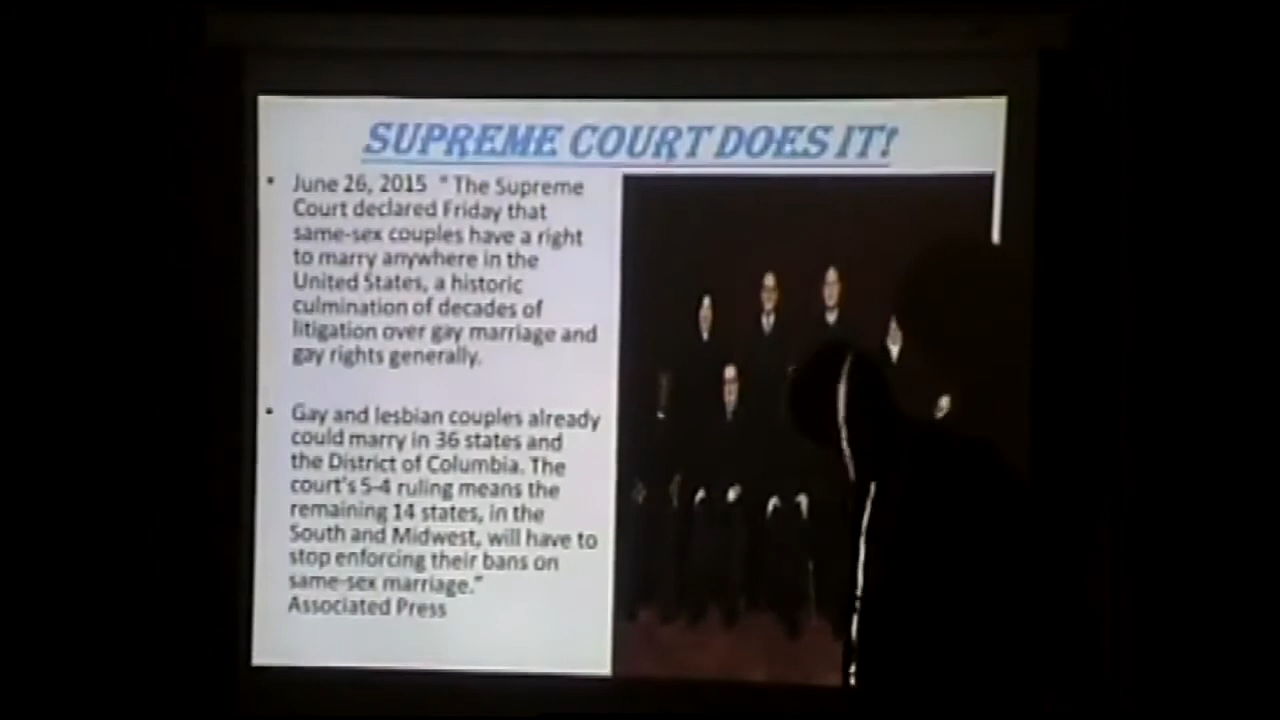 SUPREME COURT DOES IT!
• June 26, 2015 " The Supreme
Court declared Friday that
same-sex couples have a right
to marry anywhere in the
United States, a historic
culmination of decades of
litigation over gay marriage and
gay rights generally.
• Gay and lesbian couples already
could marry in 36 states and
the District of Columbia. The
court's 5-4 ruling means the
remaining 14 states, in the
South and Midwest, will have to
stop enforcing their bans on
same-sex marriage."
Associated Press